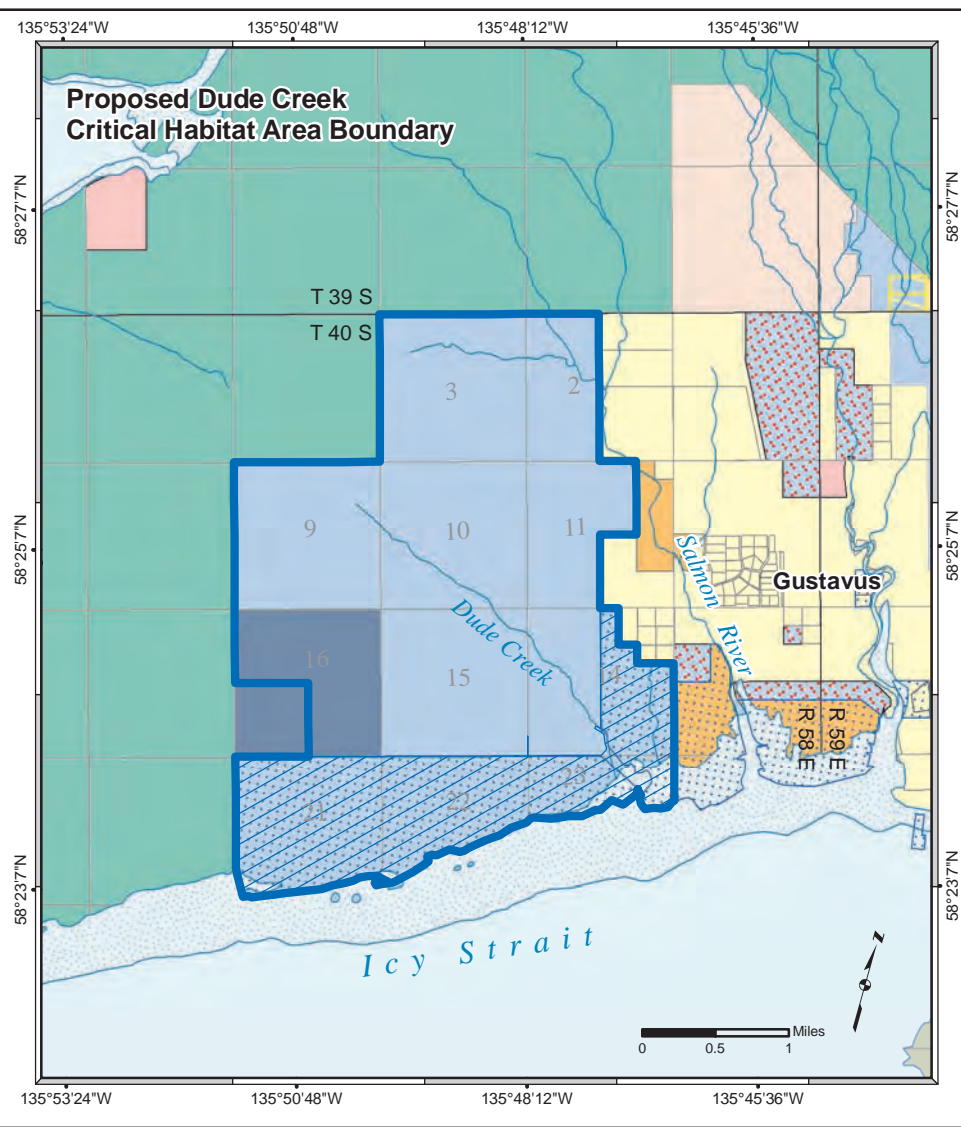 135°53'24"W 135°50'48"W 135°48'12"W 135°45'36"W
Proposed Dude Creek
Critical Habitat Area Boundary
58°27'7"N
58°27'7"N
T 39 S
T 40 S
3
2
9
10
11
58°25'7"N
58°25'7"N
Salmon River
Gustavus
Dude Creek
16
15
R 58 E
R 59 E
21
22
23
58°23'7"N
58°23'7"N
Icy Strait
N
Miles
0 0.5 1
135°53'24"W 135°50'48"W 135°48'12"W 135°45'36"W